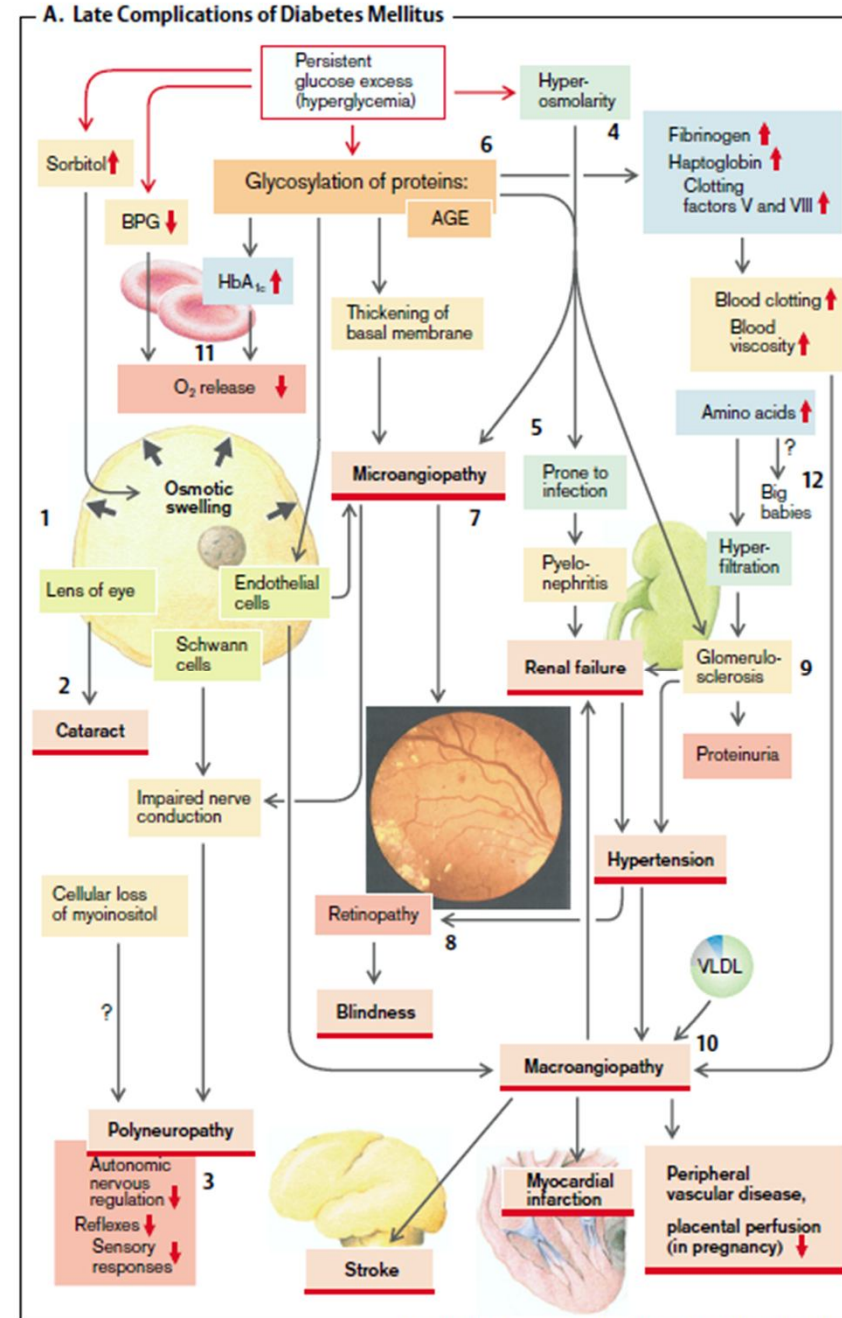 A. Late Complications of Diabetes Mellitus
Persistent
glucose excess
(hyperglycemia)
Hyper-
osmolarity
4
Fibrinogen
Haptoglobin
Clotting
factors V and VIII
Sorbitol
6
Glycosylation of proteins:
AGE
BPG
HbA1c
Thickening of
basal membrane
Blood clotting
Blood
viscosity
11
O2 release
Amino acids
?
12
Big
babies
5
Microangiopathy
7
Prone to
infection
Hyper-
filtration
1
Osmotic
swelling
Lens of eye
Endothelial
cells
Schwann
cells
Pyelo-
nephritis
Renal failure
Glomerulo-
sclerosis
9
2
Cataract
Proteinuria
Impaired nerve
conduction
Hypertension
Cellular loss
of myoinositol
Retinopathy
8
VLDL
?
Blindness
10
Macroangiopathy
Polyneuropathy
Autonomic
nervous
regulation
3
Reflexes
Sensory
responses
Stroke
Myocardial
infarction
Peripheral
vascular disease,
placental perfusion
(in pregnancy)